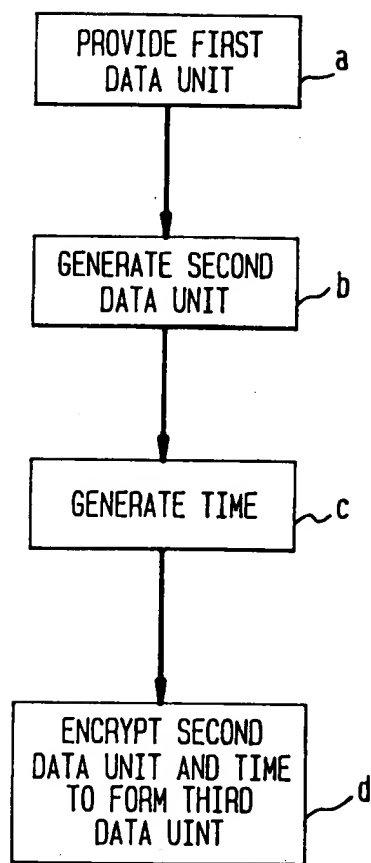 PROVIDE FIRST
DATA UNIT
a
GENERATE SECOND
DATA UNIT
b
GENERATE TIME
c
ENCRYPT SECOND
DATA UNIT AND TIME
TO FORM THIRD
DATA UINT
d